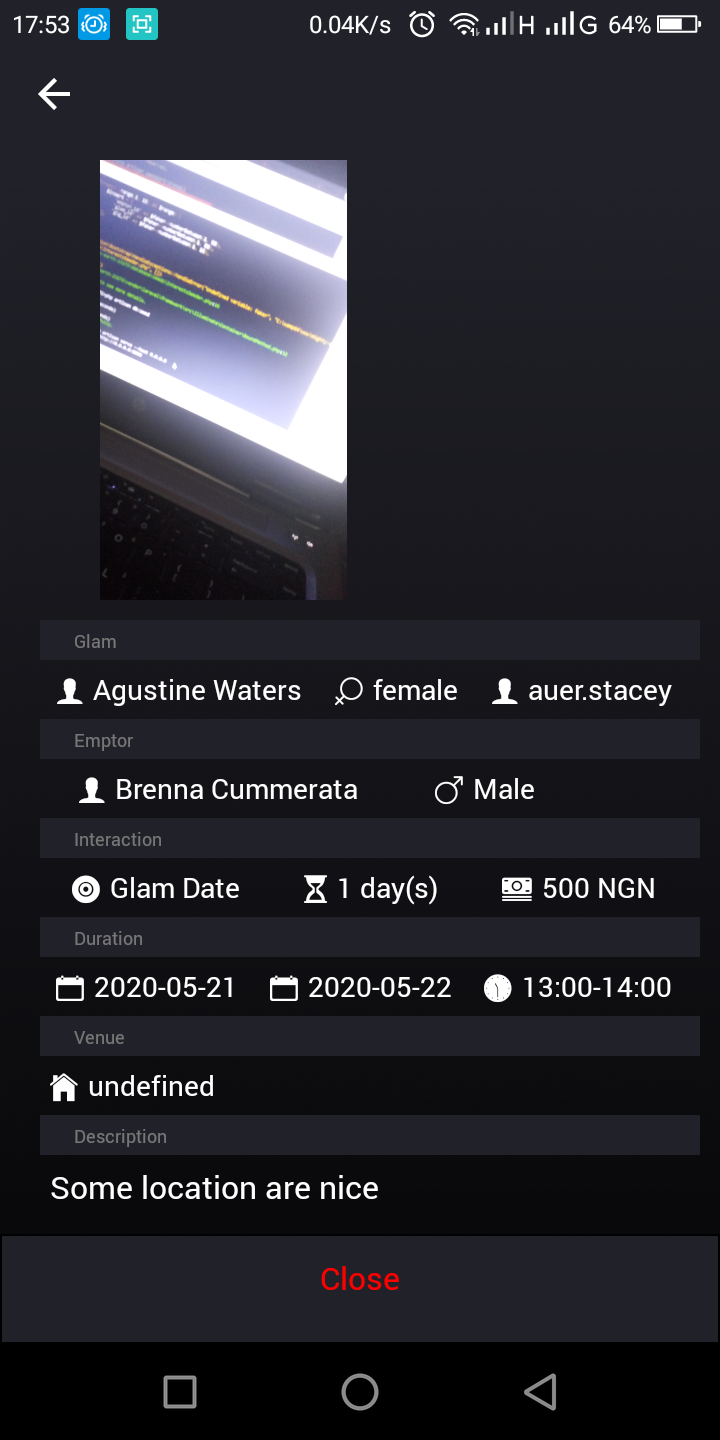 17:53 0.04K/s H G 64%
Glam
Agustine Waters female auer.stacey
Emptor
Brenna Cummerata Male
Interaction
Glam Date 1 day(s) 500 NGN
Duration
2020-05-21 2020-05-22 13:00-14:00
Venue
undefined
Description
Some location are nice
Close